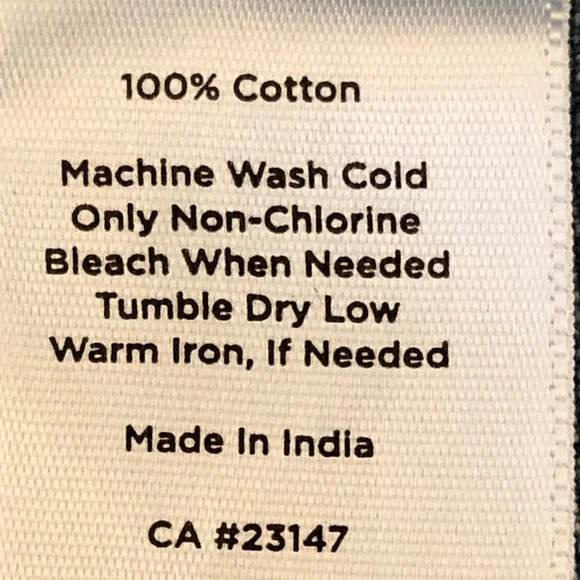 100% Cotton
Machine Wash Cold
Only Non-Chlorine
Bleach When Needed
Tumble Dry Low
Warm Iron, If Needed
Made In India
CA #23147